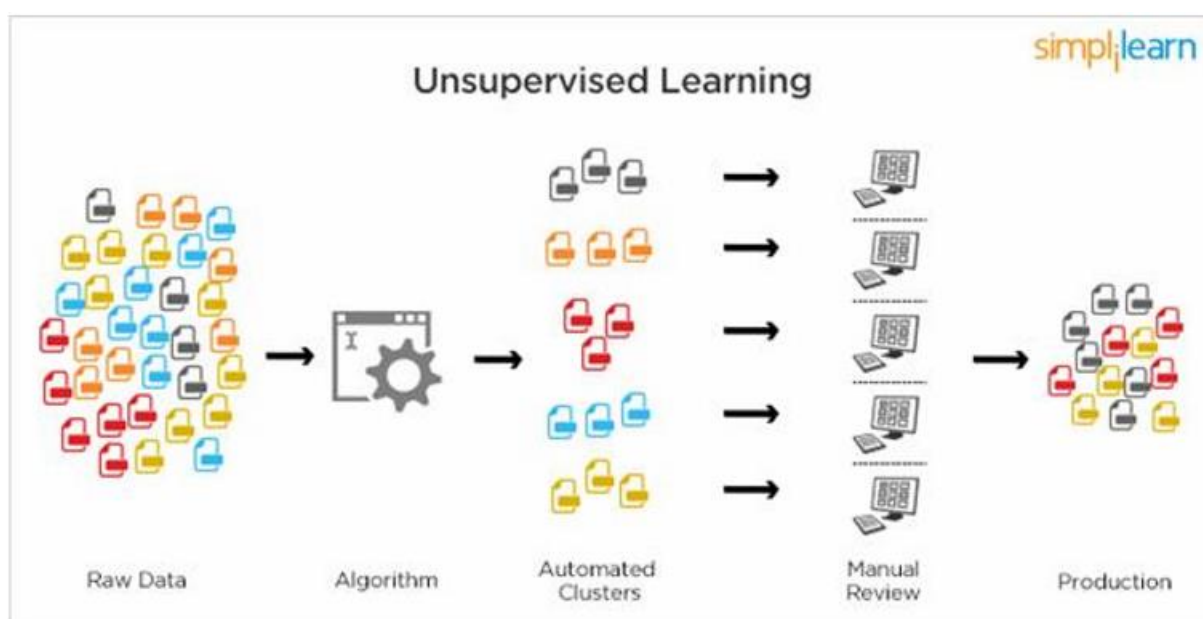 simplilearn
Unsupervised Learning
Raw Data
Algorithm
Automated
Clusters
Manual
Review
Production